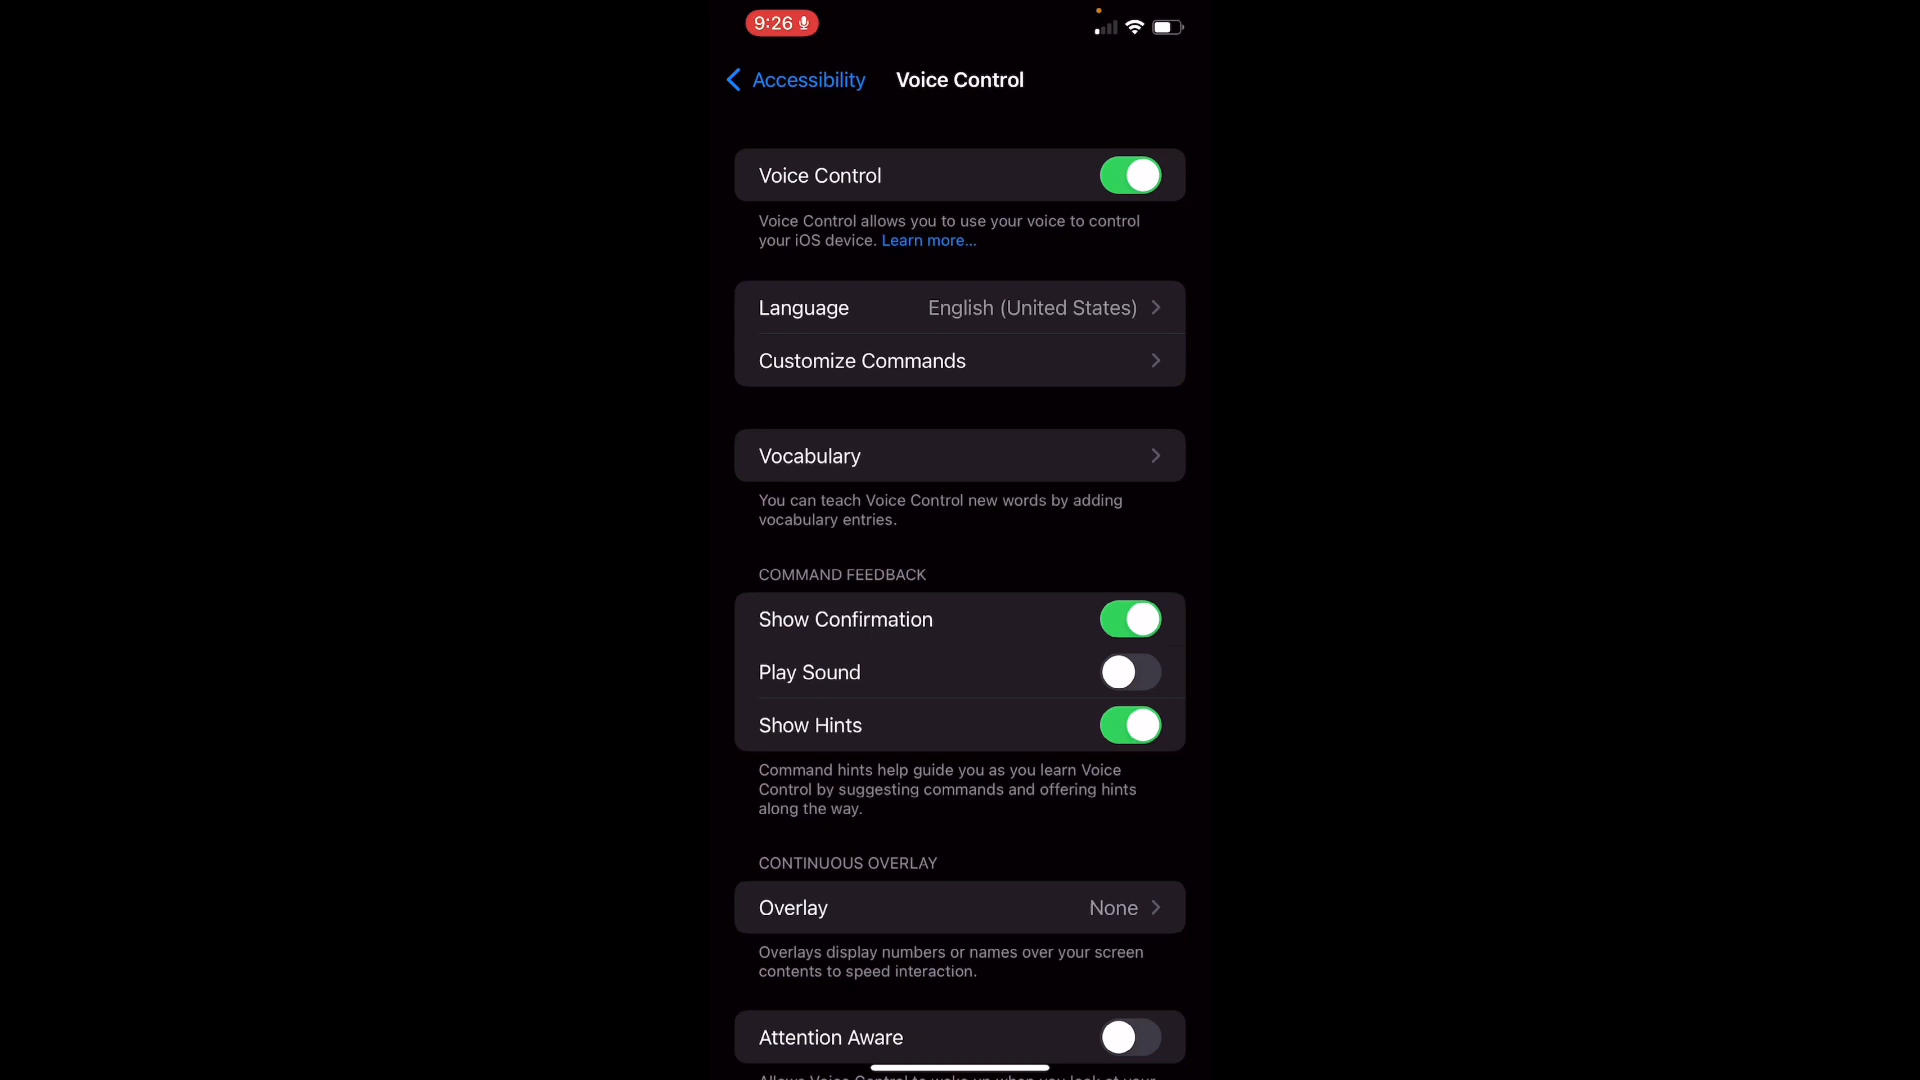 9:26
Accessibility
Voice Control
Voice Control
Voice Control allows you to use your voice to control
your iOS device. Learn more...
Language English (United States)
Customize Commands
Vocabulary
You can teach Voice Control new words by adding
vocabulary entries.
COMMAND FEEDBACK
Show Confirmation
Play Sound
Show Hints
Command hints help guide you as you learn Voice
Control by suggesting commands and offering hints
along the way.
CONTINUOUS OVERLAY
Overlay None
Overlays display numbers or names over your screen
contents to speed interaction.
Attention Aware